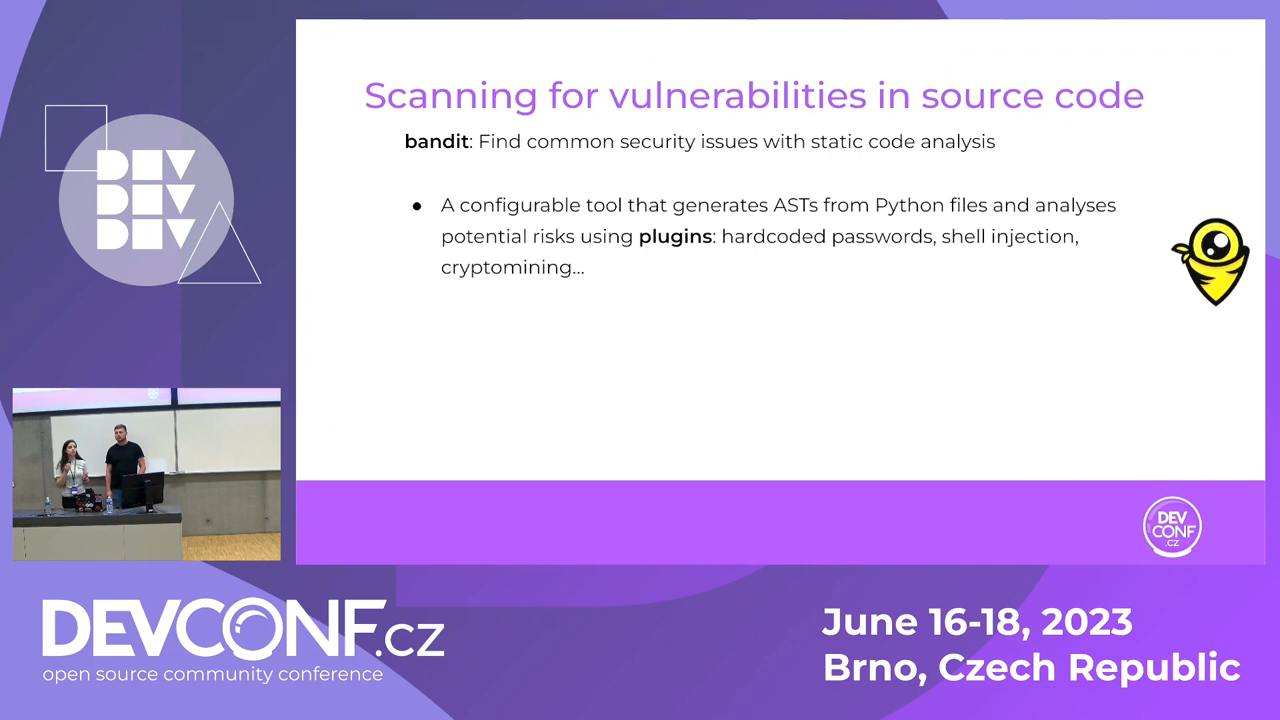 Scanning for vulnerabilities in source code
bandit: Find common security issues with static code analysis
● A configurable tool that generates ASTs from Python files and analyses
potential risks using plugins: hardcoded passwords, shell injection,
cryptomining...
DEV
DEV
DEV
DEV
CONF
.CZ
DEVCONF.cz
open source community conference
June 16-18, 2023
Brno, Czech Republic